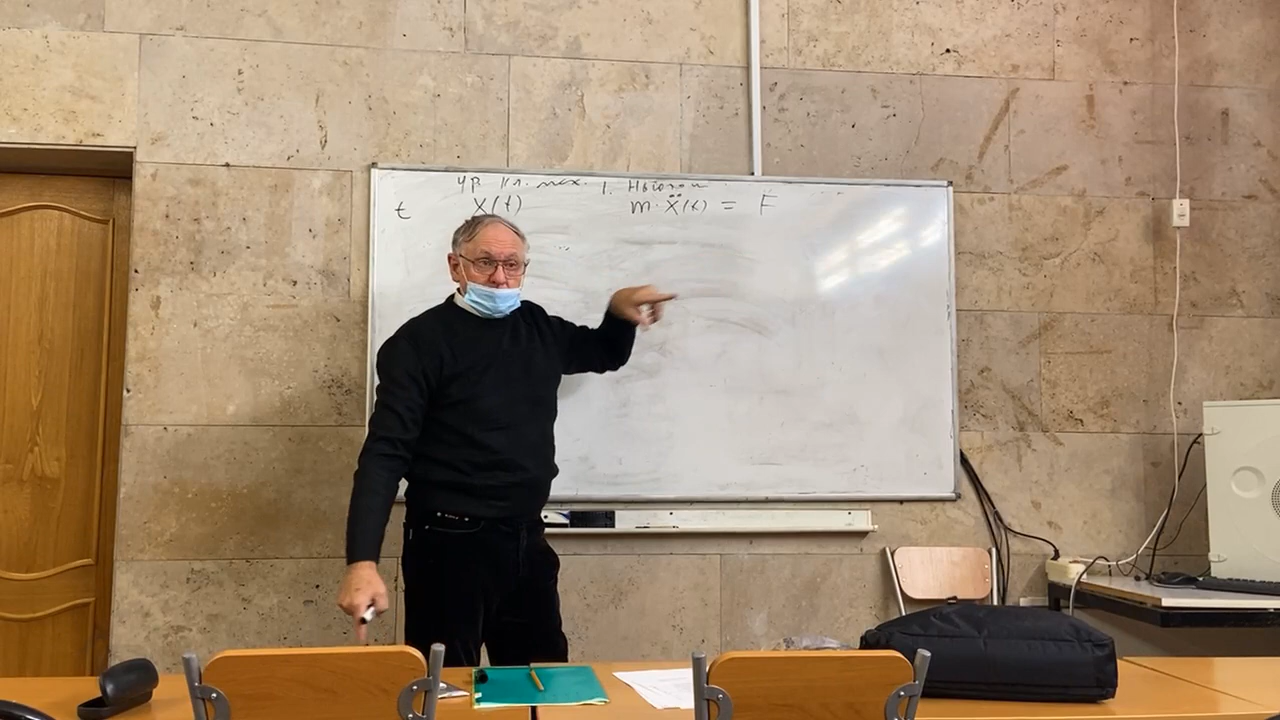 ур. кл. мех. 1. Ньютон
t X(t) m·Ẍ(t) = F